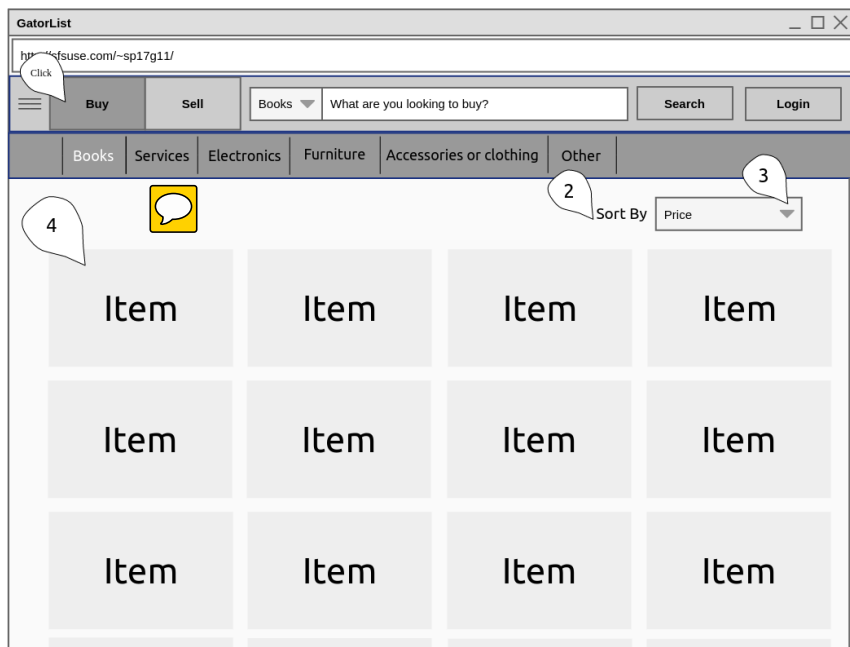 GatorList
sfsuse.com/~sp17g11/
Click
Buy Sell Books What are you looking to buy? Search Login
Books Services Electronics Furniture Accessories or clothing Other
2 3
4 Sort By Price
Item Item Item Item
Item Item Item Item
Item Item Item Item